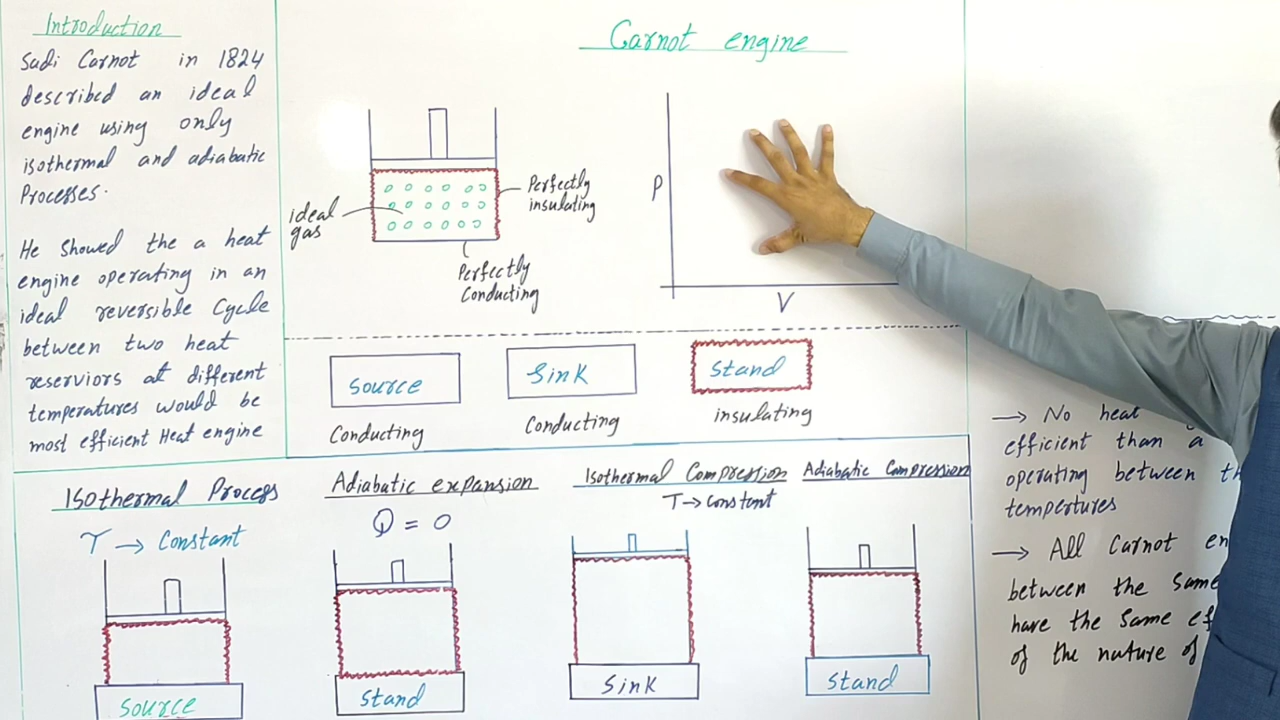 Introduction
Sadi Carnot in 1824
described an ideal
engine using only
isothermal and adiabatic
Processes.
He showed the a heat
engine operating in an
ideal reversible Cycle
between two heat
reserviors at different
temperatures would be
most efficient Heat engine
Carnot engine
ideal
gas
Perfectly
insulating
Perfectly
Conducting
P
V
Source
Conducting
Sink
Conducting
Stand
insulating
Isothermal Process
T → Constant
Source
Adiabatic expansion
Q = 0
Stand
Isothermal Compression
T → Constant
Sink
Adiabatic Compression
Stand
→ No heat
efficient than a
operating between th
tempertures
→ All Carnot en
between the Same
have the Same ef
of the nature of